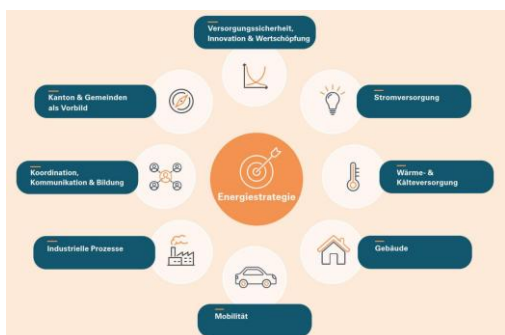 Versorgungssicherheit,
Innovation & Wertschöpfung
Kanton & Gemeinden
als Vorbild
Stromversorgung
Koordination,
Kommunikation & Bildung
Energiestrategie
Wärme- &
Kälteversorgung
Industrielle Prozesse
Gebäude
Mobilität